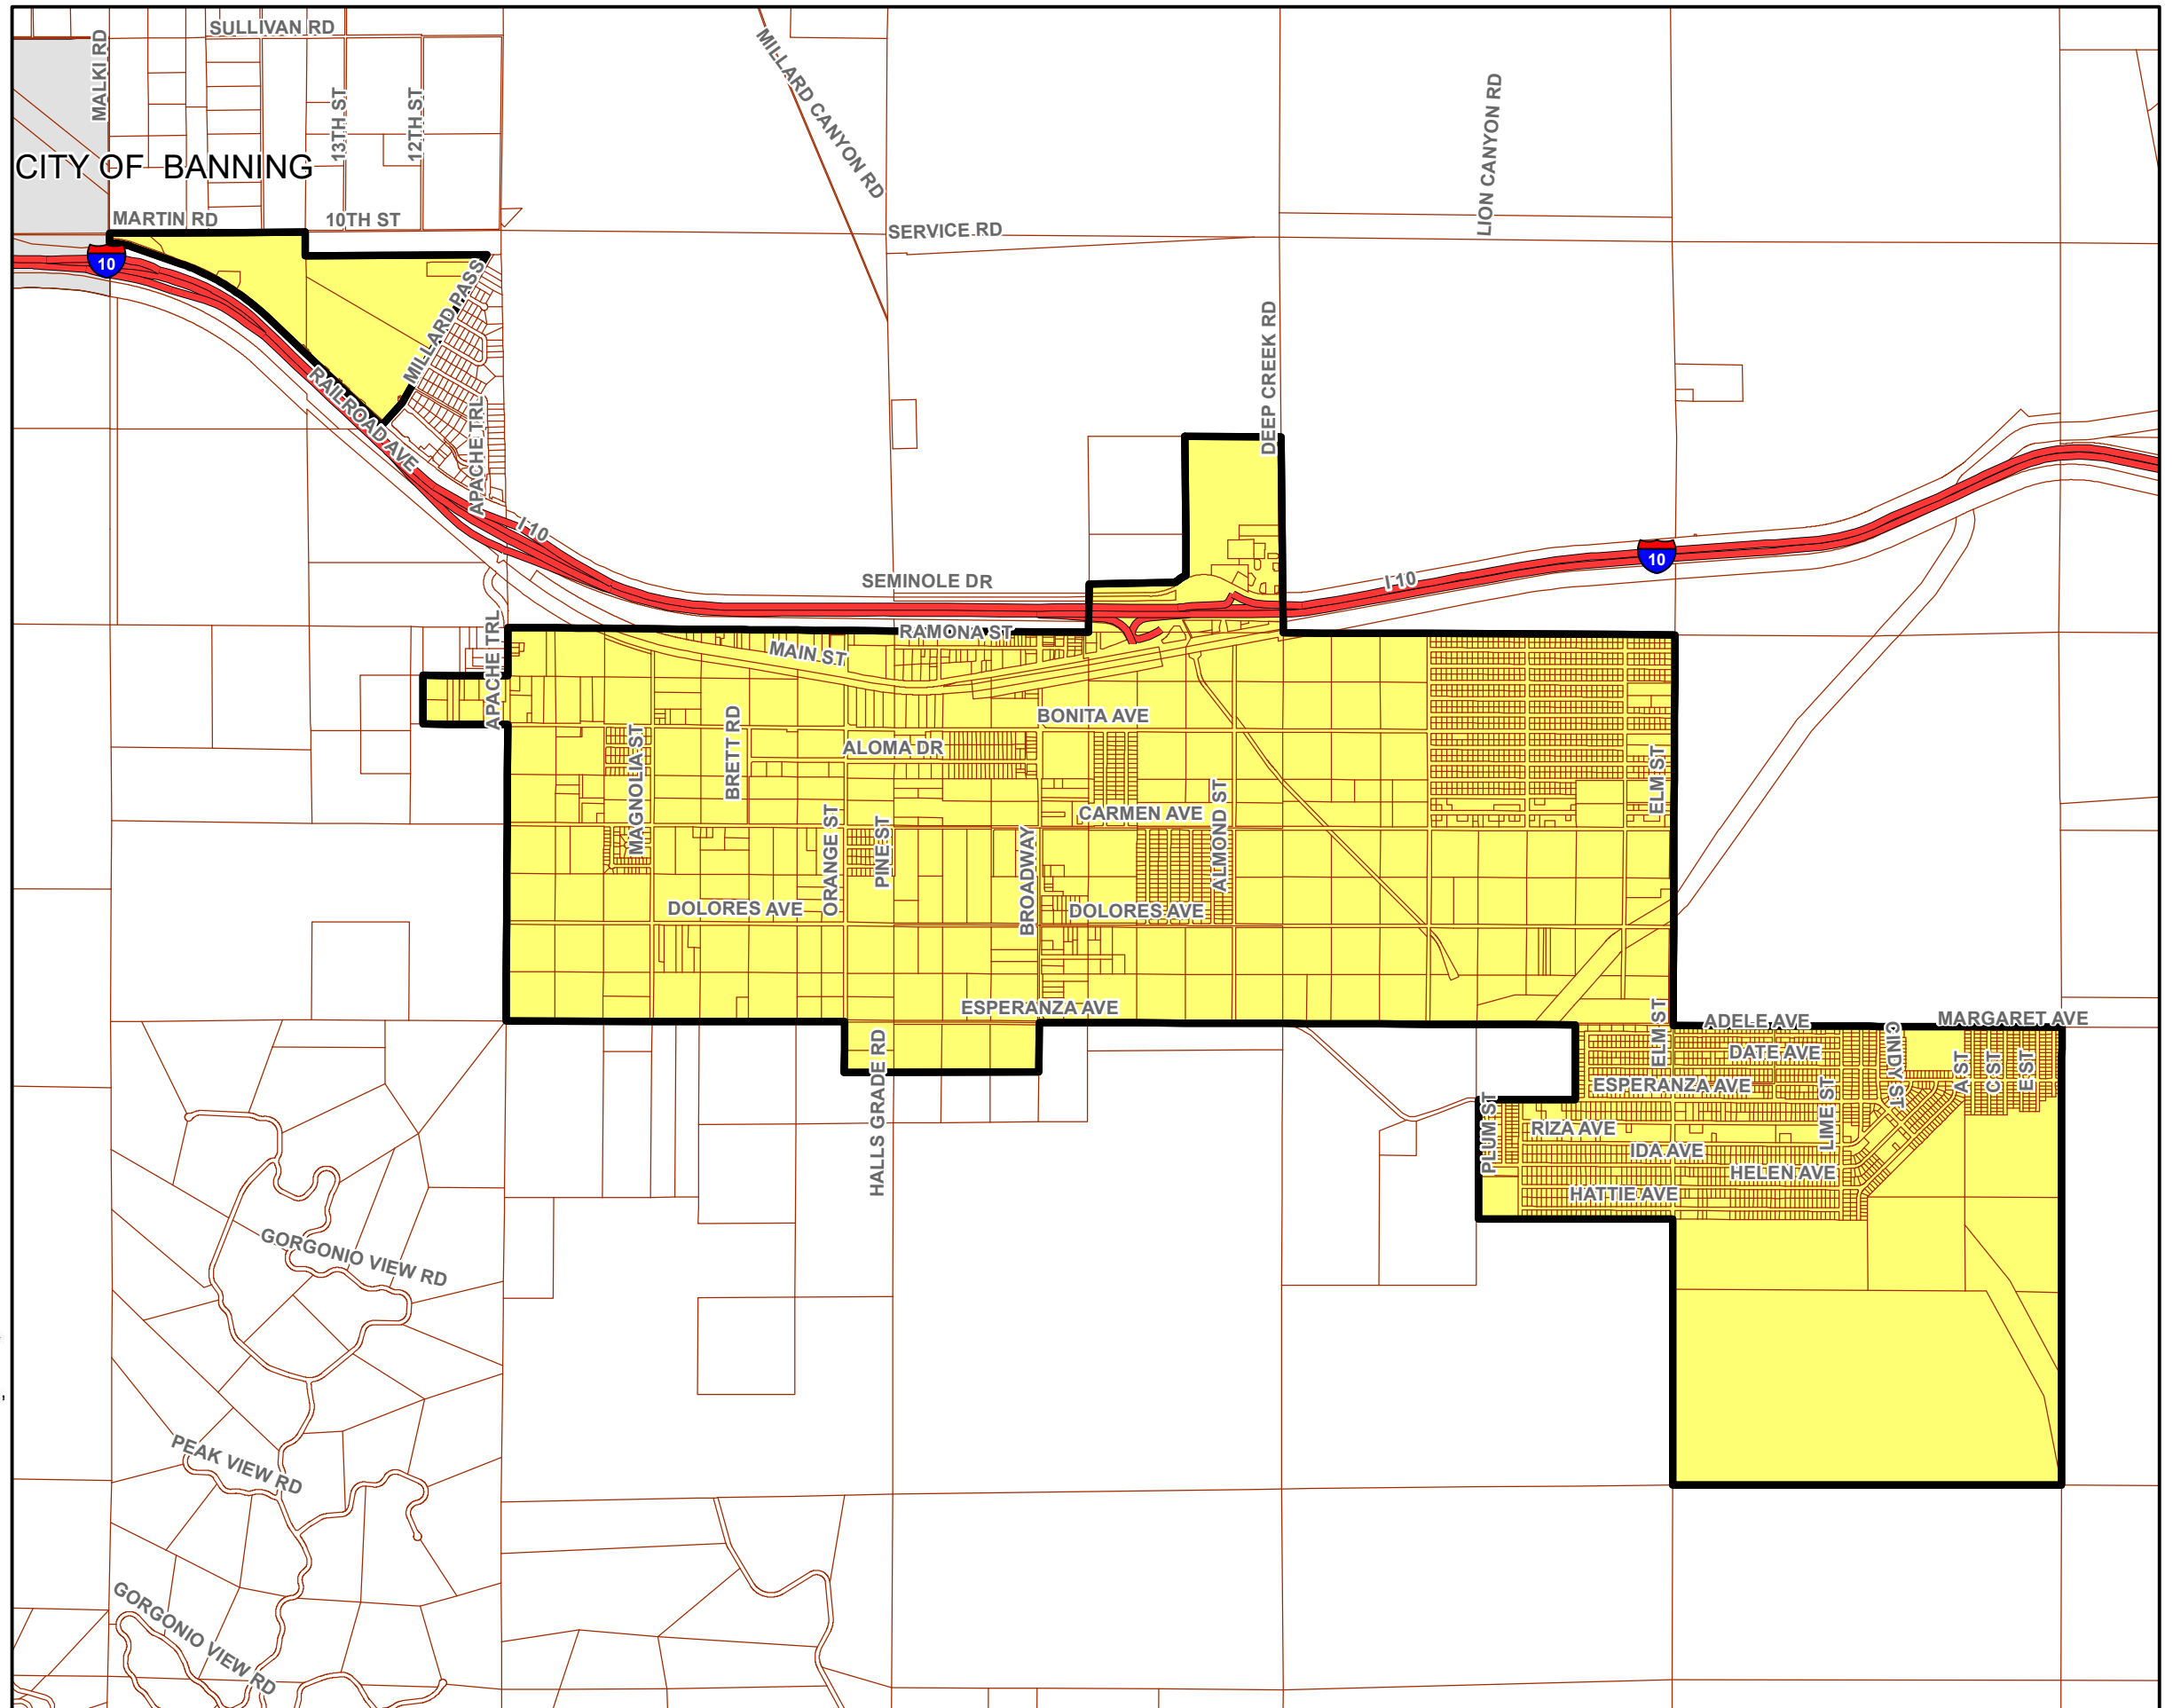 SULLIVAN RD
MALKI RD
13TH ST
12TH ST
MILLARD CANYON RD
LION CANYON RD
CITY OF BANNING
MARTIN RD
10TH ST
SERVICE RD
10
MILLARD PASS
DEEP CREEK RD
RAILROAD AVE
APACHE TRL
I 10
SEMINOLE DR
I 10
10
APACHE TRL
RAMONA ST
MAIN ST
BONITA AVE
BRETT RD
ALOMA DR
MAGNOLIA ST
ELM ST
CARMEN AVE
ALMOND ST
ORANGE ST
PINE ST
BROADWAY
DOLORES AVE
DOLORES AVE
ESPERANZA AVE
ELM ST
ADELE AVE
MARGARET AVE
HALLS GRADE RD
DATE AVE
CINDY ST
A ST
C ST
E ST
ESPERANZA AVE
LIME ST
PLUM ST
RIZA AVE
IDA AVE
HELEN AVE
HATTIE AVE
GORGONIO VIEW RD
PEAK VIEW RD
GORGONIO VIEW RD